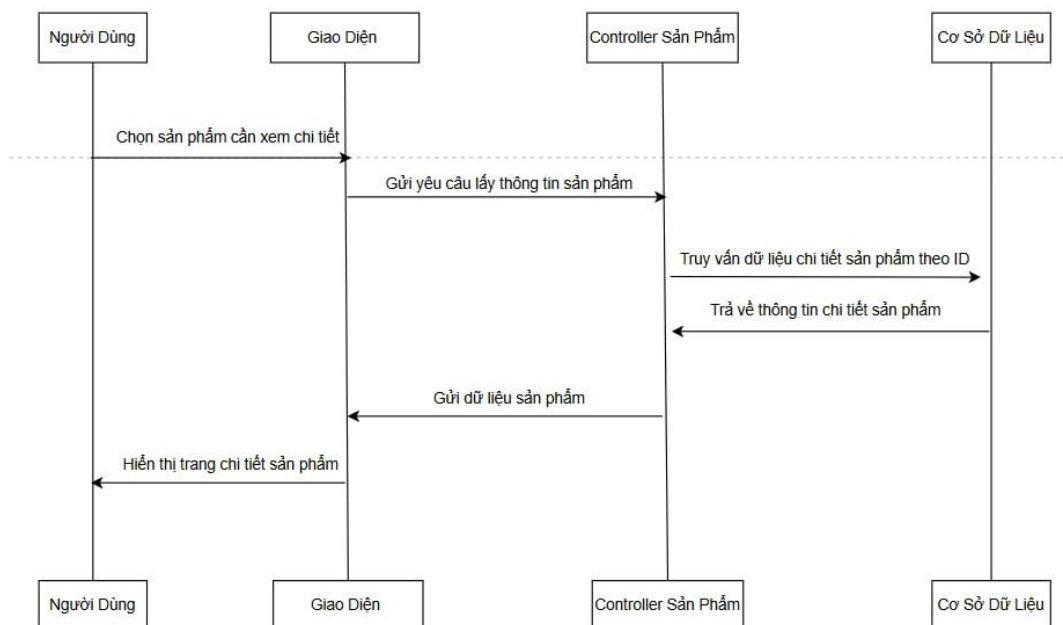 Người Dùng
Giao Diện
Controller Sản Phẩm
Cơ Sở Dữ Liệu
Chọn sản phẩm cần xem chi tiết
Gửi yêu câu lấy thông tin sản phẩm
Truy vấn dữ liệu chi tiết sản phẩm theo ID
Trả về thông tin chi tiết sản phẩm
Gửi dữ liệu sản phẩm
Hiển thị trang chi tiết sản phẩm
Người Dùng
Giao Diện
Controller Sản Phẩm
Cơ Sở Dữ Liệu